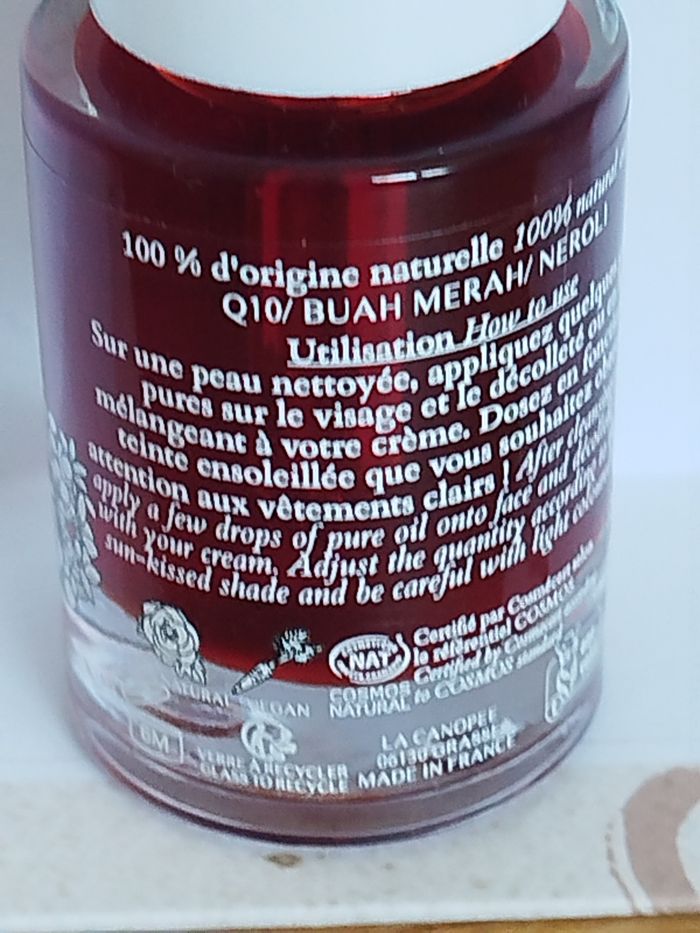 100 % d'origine naturelle 100% natural
Q10/ BUAH MERAH/ NEROLI
Utilisation How to use
Sur une peau nettoyée, appliquez quelques
pures sur le visage et le décolleté ou en
mélangeant à votre crème. Dosez en fonc
teinte ensoleillée que vous souhaitez
attention aux vêtements clairs ! After
apply a few drops of pure oil onto face and
with your cream. Adjust the quantity according
sun-kissed shade and be careful with light
Certifié par Cosmécert selon
le référentiel COSMOS
Certified by Cosmécert
NAT
COSMOS to COSMOS standard
NATURAL
NATURAL VEGAN
6M
VERRE À RECYCLER
GLASS TO RECYCLE
LA CANOPÉE
06130 GRASSE
MADE IN FRANCE